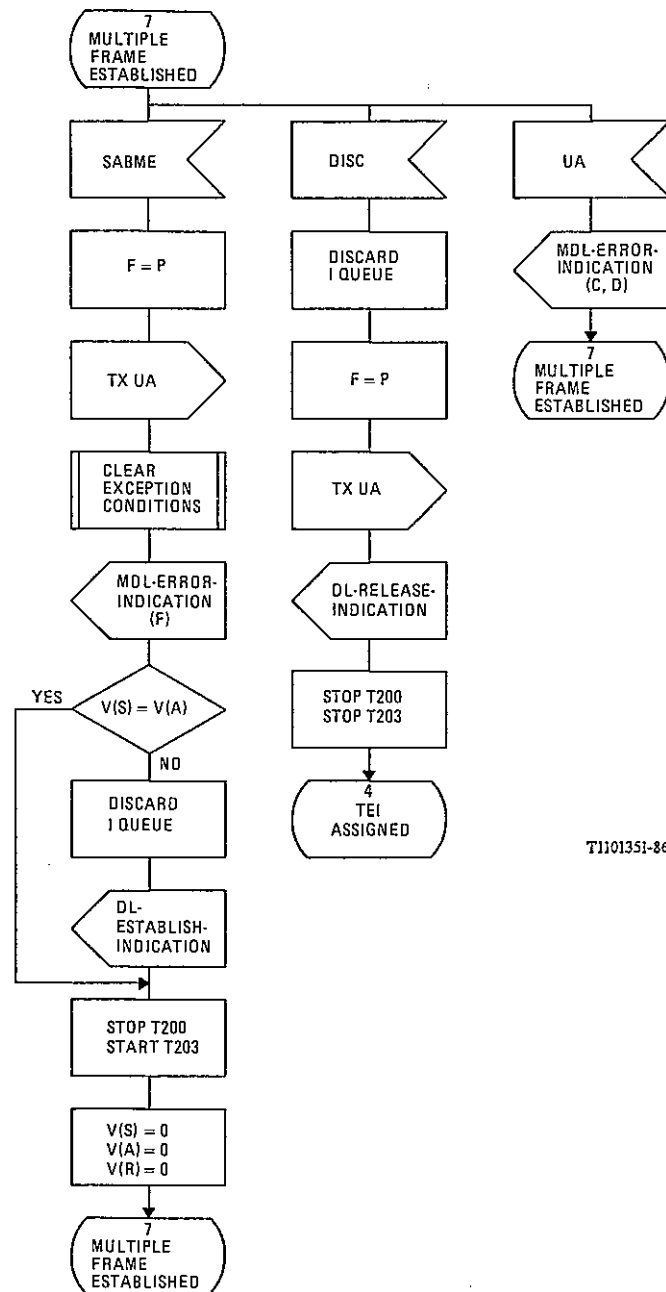 7
MULTIPLE
FRAME
ESTABLISHED
SABME
F = P
TX UA
CLEAR
EXCEPTION
CONDITIONS
MDL-ERROR-
INDICATION
(F)
YES
V(S) = V(A)
NO
DISCARD
I QUEUE
DL-
ESTABLISH-
INDICATION
STOP T200
START T203
V(S) = 0
V(A) = 0
V(R) = 0
7
MULTIPLE
FRAME
ESTABLISHED
DISC
DISCARD
I QUEUE
F = P
TX UA
DL-RELEASE-
INDICATION
STOP T200
STOP T203
4
TEI
ASSIGNED
UA
MDL-ERROR-
INDICATION
(C, D)
7
MULTIPLE
FRAME
ESTABLISHED
T1101351-86